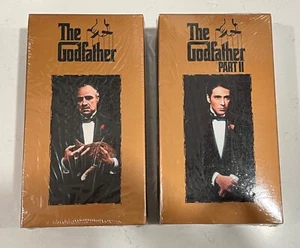 The
Godfather
The
Godfather
PART II